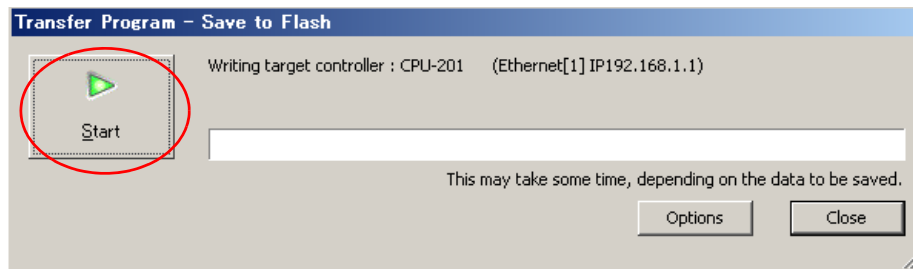 Transfer Program - Save to Flash
Writing target controller : CPU-201 (Ethernet[1] IP192.168.1.1)
Start
This may take some time, depending on the data to be saved.
Options Close